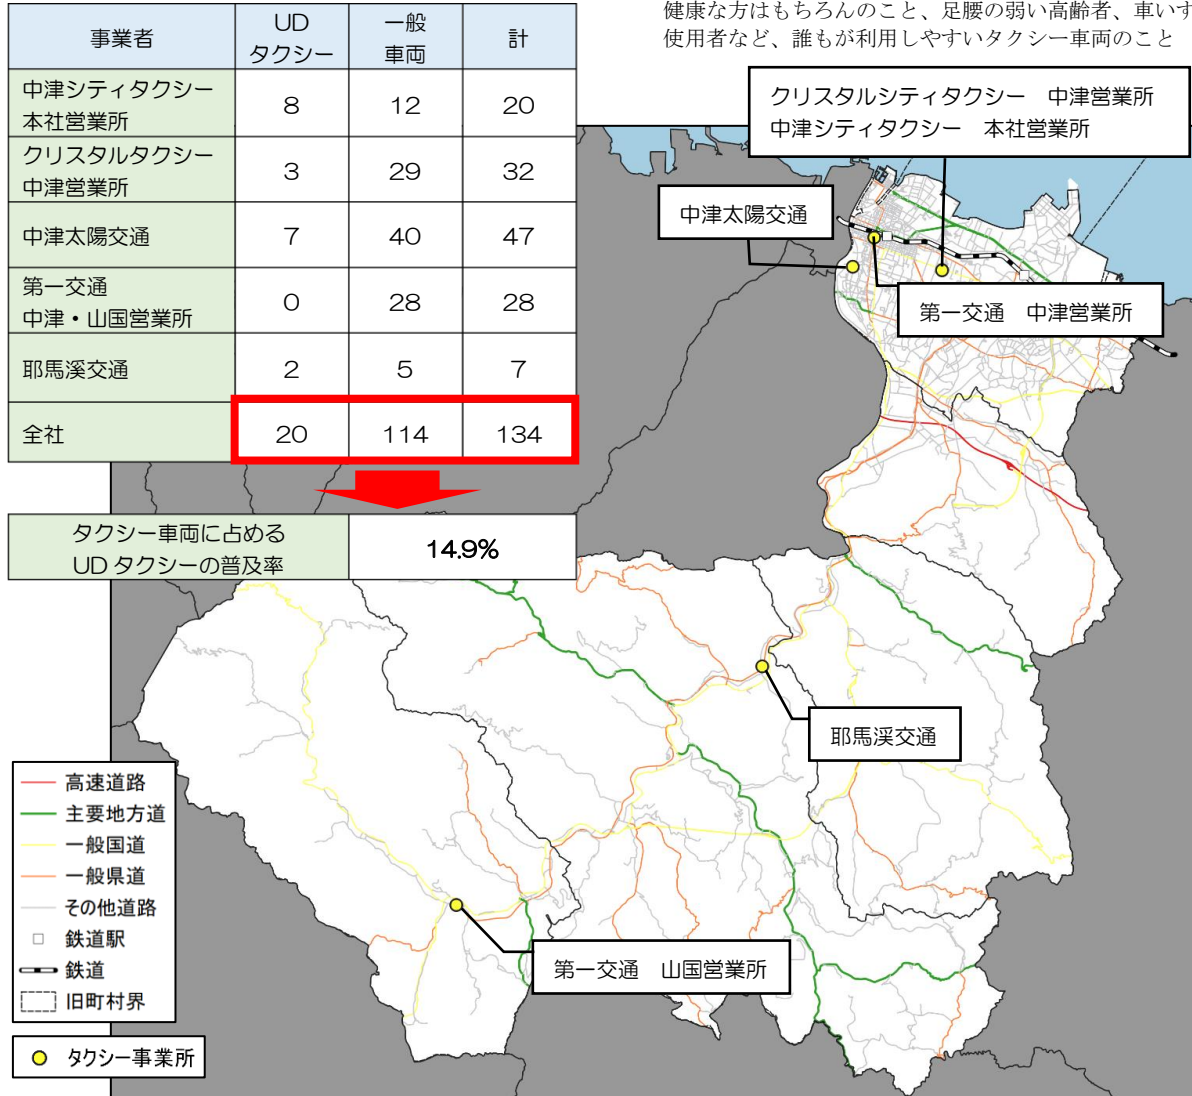 健康な方はもちろんのこと、足腰の弱い高齢者、車いす
使用者など、誰もが利用しやすいタクシー車両のこと
事業者 UDタクシー 一般車両 計
中津シティタクシー本社営業所 8 12 20
クリスタルタクシー中津営業所 3 29 32
中津太陽交通 7 40 47
第一交通中津・山国営業所 0 28 28
耶馬溪交通 2 5 7
全社 20 114 134
タクシー車両に占める
UDタクシーの普及率
14.9%
クリスタルシティタクシー 中津営業所
中津シティタクシー 本社営業所
中津太陽交通
第一交通 中津営業所
耶馬溪交通
第一交通 山国営業所
高速道路
主要地方道
一般国道
一般県道
その他道路
鉄道駅
鉄道
旧町村界
タクシー事業所